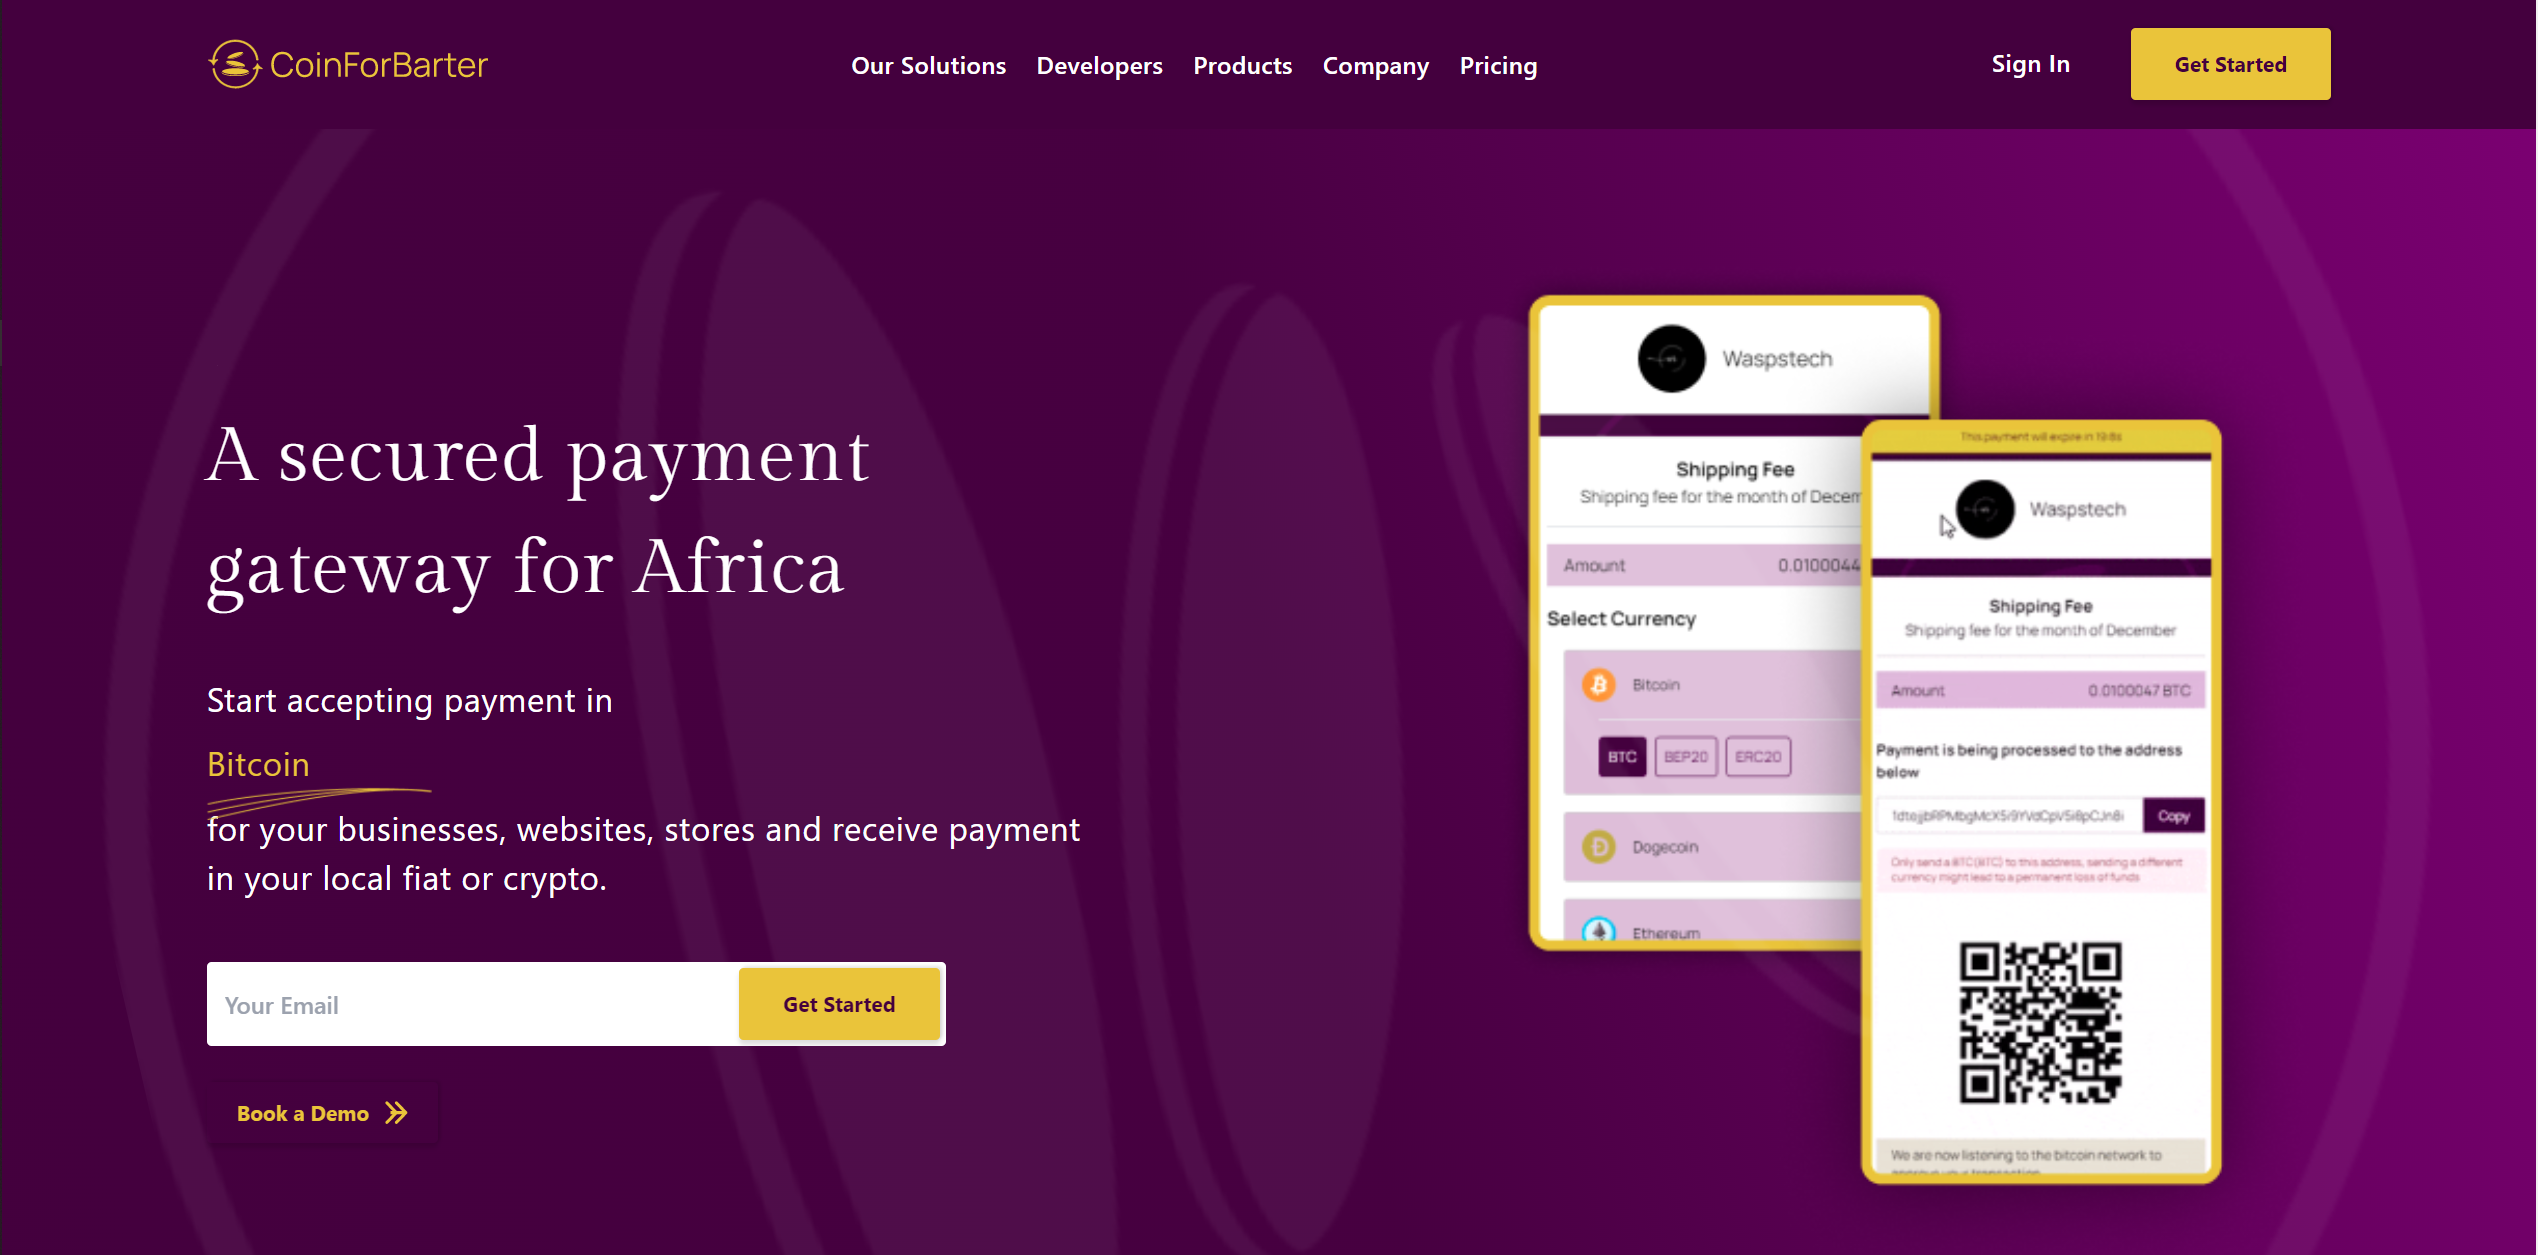 CoinForBarter
Our Solutions
Developers
Products
Company
Pricing
Sign In
Get Started
A secured payment
gateway for Africa
Start accepting payment in
Bitcoin
for your businesses, websites, stores and receive payment
in your local fiat or crypto.
Your Email
Get Started
Book a Demo
Waspstech
Shipping Fee
Shipping fee for the month of Decem
Amount 0.0100044
Select Currency
Bitcoin
BTC BEP20 ERC20
Dogecoin
Ethereum
This payment will expire in
Waspstech
Shipping Fee
Shipping fee for the month of December
Amount 0.0100047 BTC
Payment is being processed to the address
below
Copy
Only send a BTC(BTC) to this address, sending a different
currency might lead to a permanent loss of funds
We are now listening to the bitcoin network to